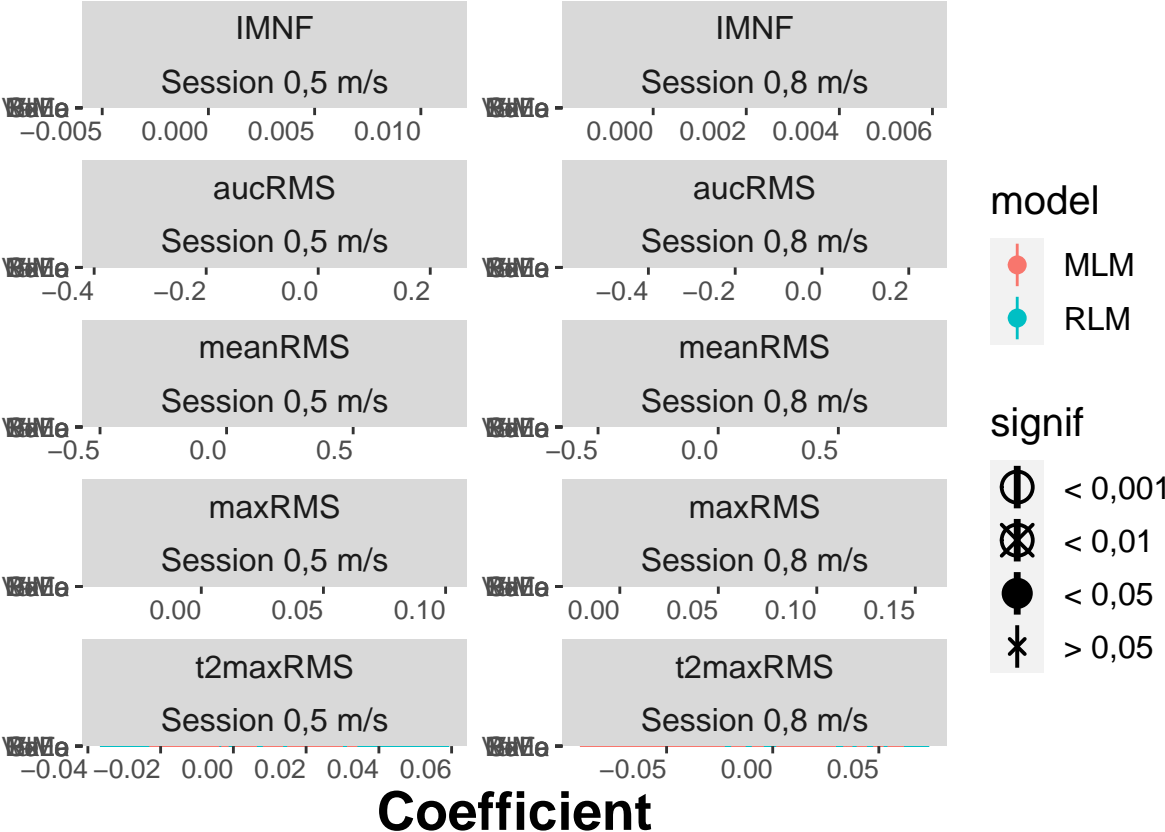 IMNF
Session 0,5 m/s
−0.005 0.000 0.005 0.010
IMNF
Session 0,8 m/s
0.000 0.002 0.004 0.006
aucRMS
Session 0,5 m/s
−0.4 −0.2 0.0 0.2
aucRMS
Session 0,8 m/s
−0.4 −0.2 0.0 0.2
meanRMS
Session 0,5 m/s
−0.5 0.0 0.5
meanRMS
Session 0,8 m/s
−0.5 0.0 0.5
maxRMS
Session 0,5 m/s
0.00 0.05 0.10
maxRMS
Session 0,8 m/s
0.00 0.05 0.10 0.15
t2maxRMS
Session 0,5 m/s
−0.04 −0.02 0.00 0.02 0.04 0.06
t2maxRMS
Session 0,8 m/s
−0.05 0.00 0.05
Coefficient
model
MLM
RLM
signif
< 0,001
< 0,01
< 0,05
> 0,05